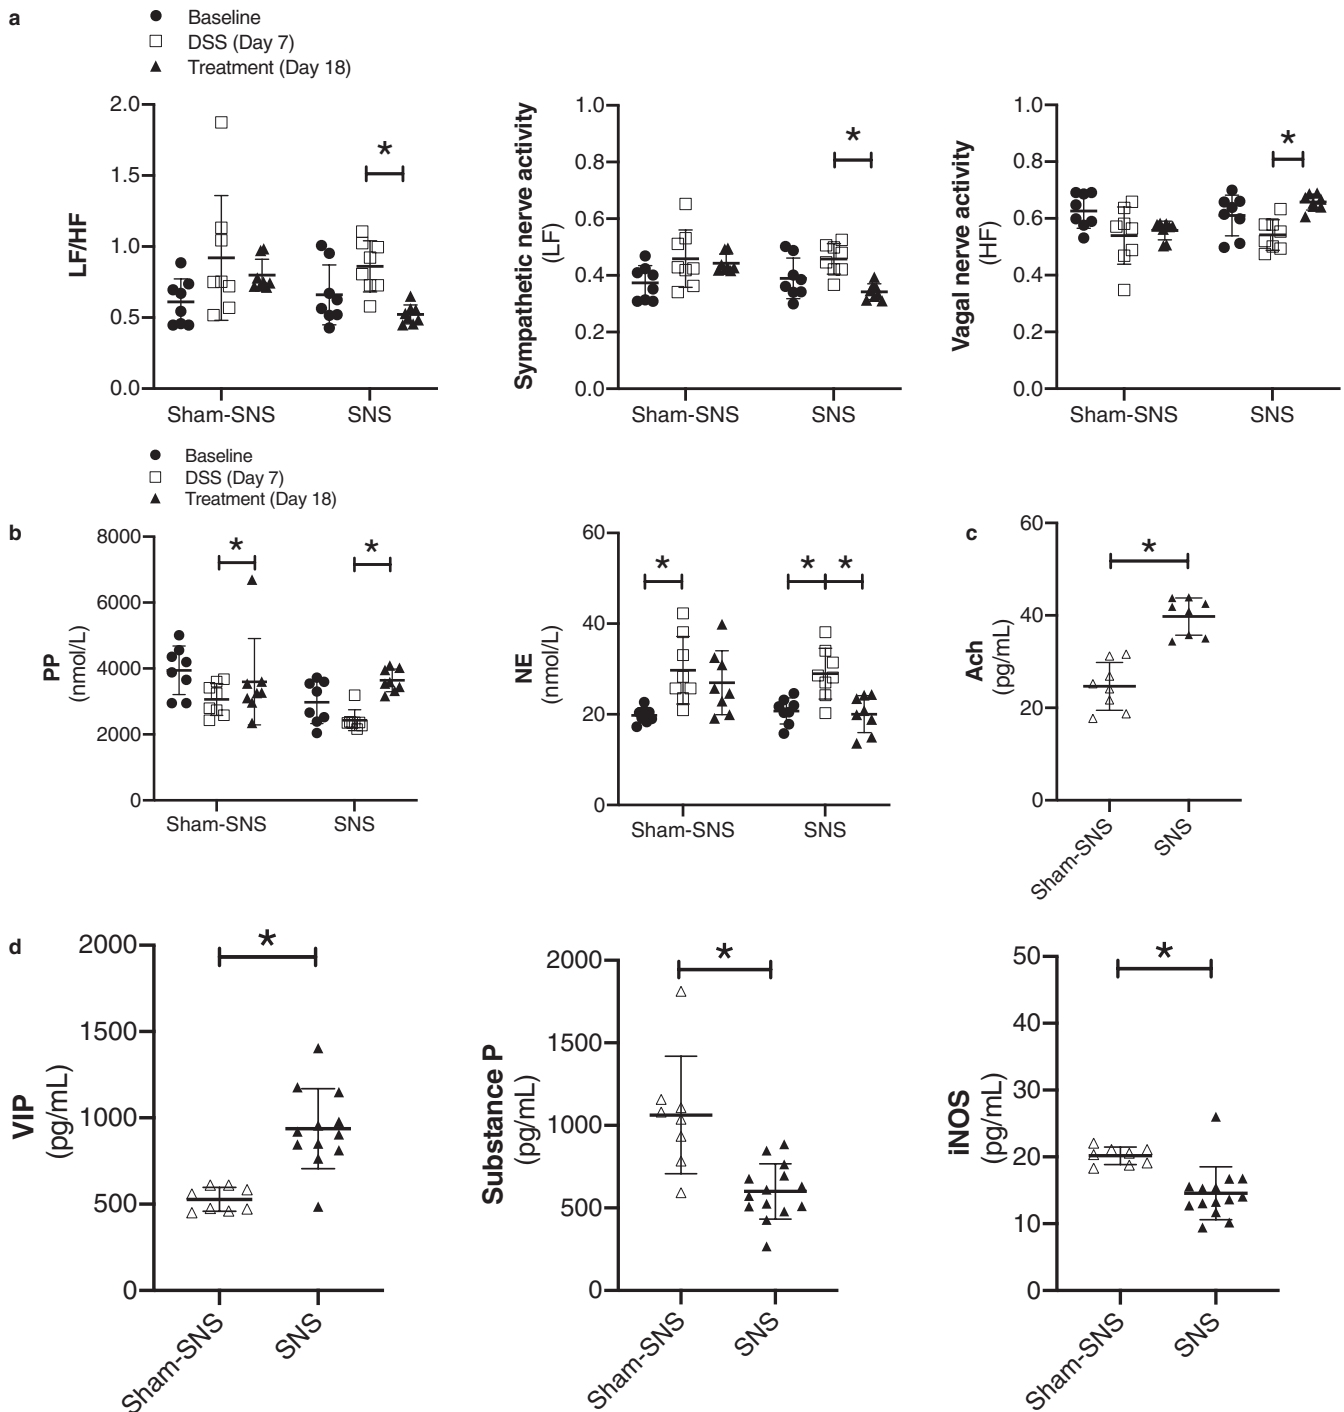 a
Baseline
DSS (Day 7)
Treatment (Day 18)
LF/HF
2.0
1.5
1.0
0.5
0.0
*
Sham-SNS
SNS
Sympathetic nerve activity
(LF)
1.0
0.8
0.6
0.4
0.2
0.0
*
Sham-SNS
SNS
Vagal nerve activity
(HF)
1.0
0.8
0.6
0.4
0.2
0.0
*
Sham-SNS
SNS
b
Baseline
DSS (Day 7)
Treatment (Day 18)
PP
(nmol/L)
8000
6000
4000
2000
0
* *
Sham-SNS
SNS
NE
(nmol/L)
60
40
20
0
* * *
Sham-SNS
SNS
c
Ach
(pg/mL)
60
40
20
0
*
Sham-SNS
SNS
d
VIP
(pg/mL)
2000
1500
1000
500
0
*
Sham-SNS
SNS
Substance P
(pg/mL)
2000
1500
1000
500
0
*
Sham-SNS
SNS
iNOS
(pg/mL)
50
40
30
20
10
0
*
Sham-SNS
SNS